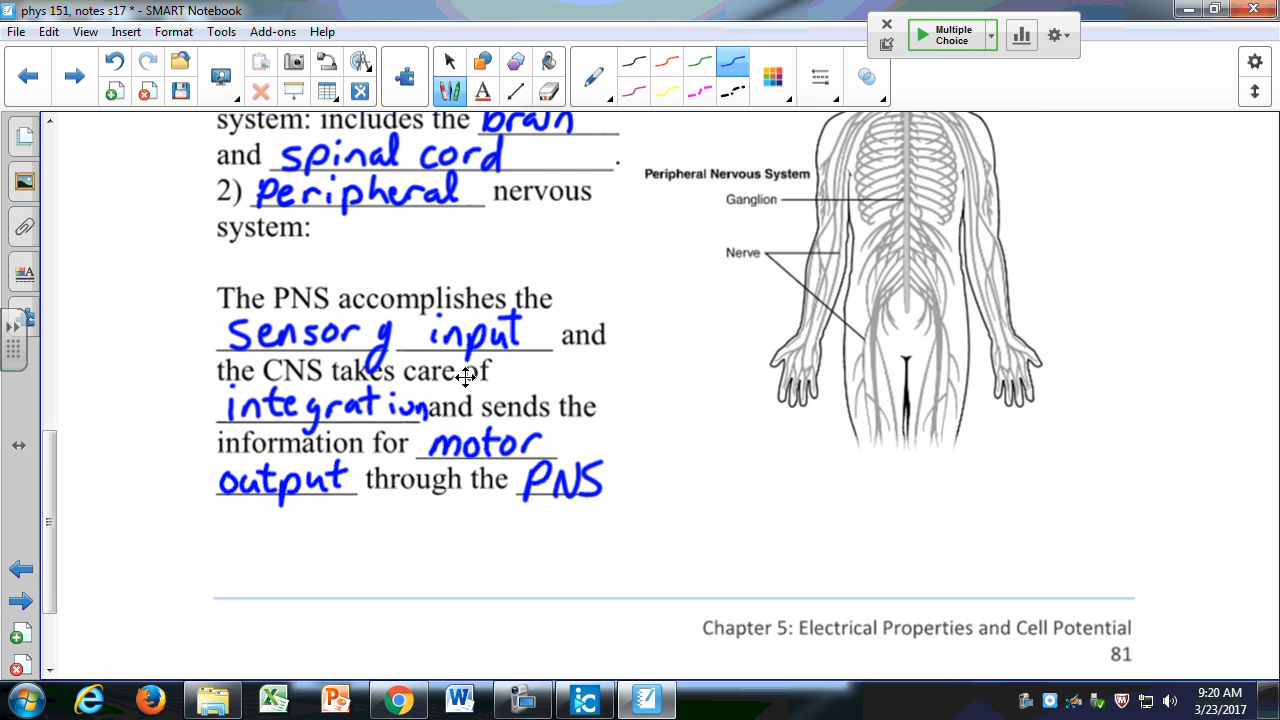 phys 151, notes s17 * - SMART Notebook
File Edit View Insert Format Tools Add-ons Help
Multiple
Choice
system: includes the brain
and spinal cord.
2) peripheral nervous
system:
The PNS accomplishes the
sensory input and
the CNS takes care of
integration and sends the
information for motor
output through the PNS
Peripheral Nervous System
Ganglion
Nerve
Chapter 5: Electrical Properties and Cell Potential
81
9:20 AM
3/23/2017